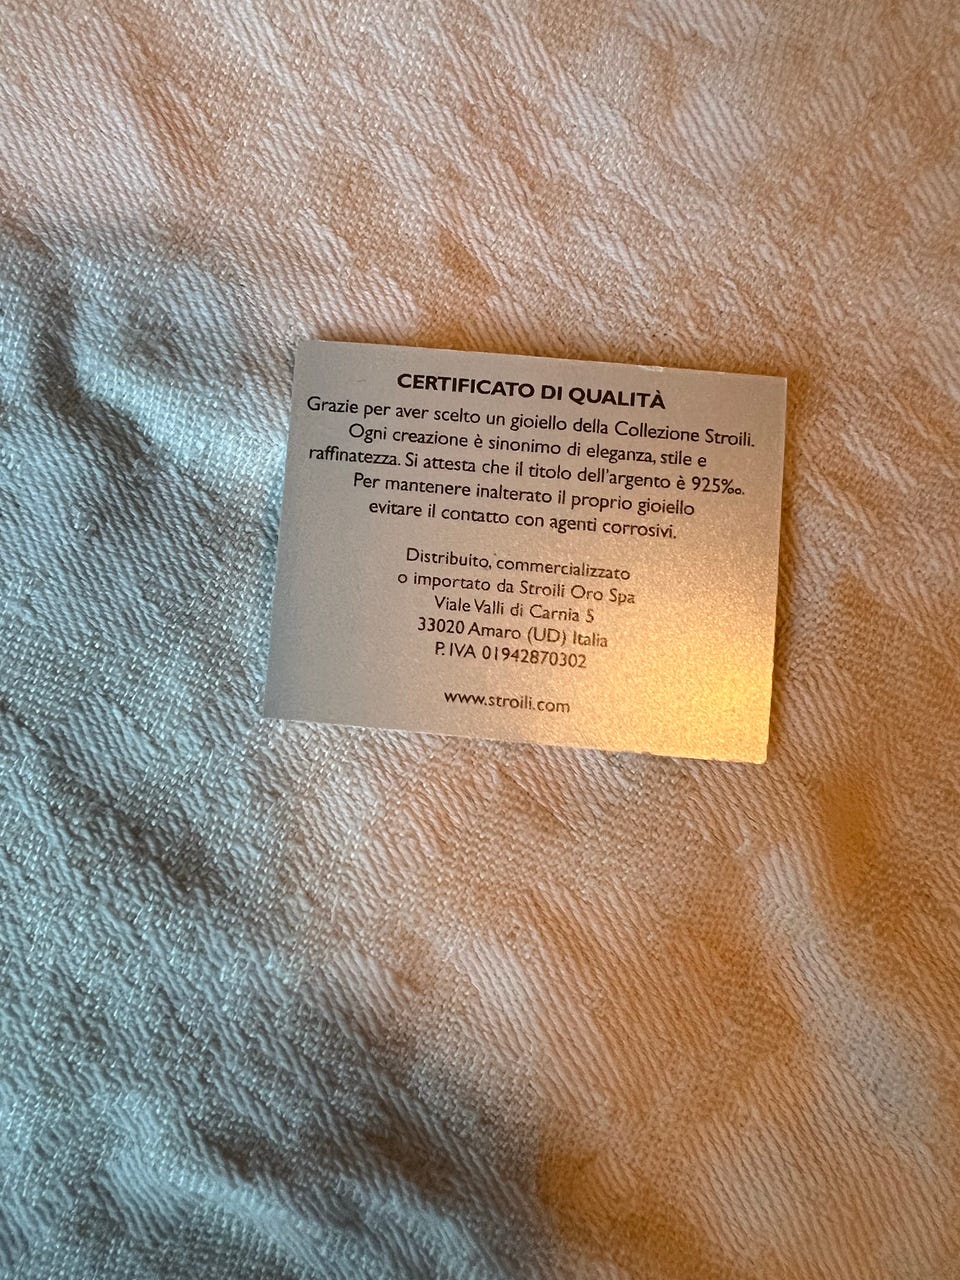 CERTIFICATO DI QUALITÀ
Grazie per aver scelto un gioiello della Collezione Stroili.
Ogni creazione è sinonimo di eleganza, stile e
raffinatezza. Si attesta che il titolo dell'argento è 925‰.
Per mantenere inalterato il proprio gioiello
evitare il contatto con agenti corrosivi.
Distribuito, commercializzato
o importato da Stroili Oro Spa
Viale Valli di Carnia 5
33020 Amaro (UD) Italia
P. IVA 01942870302
www.stroili.com